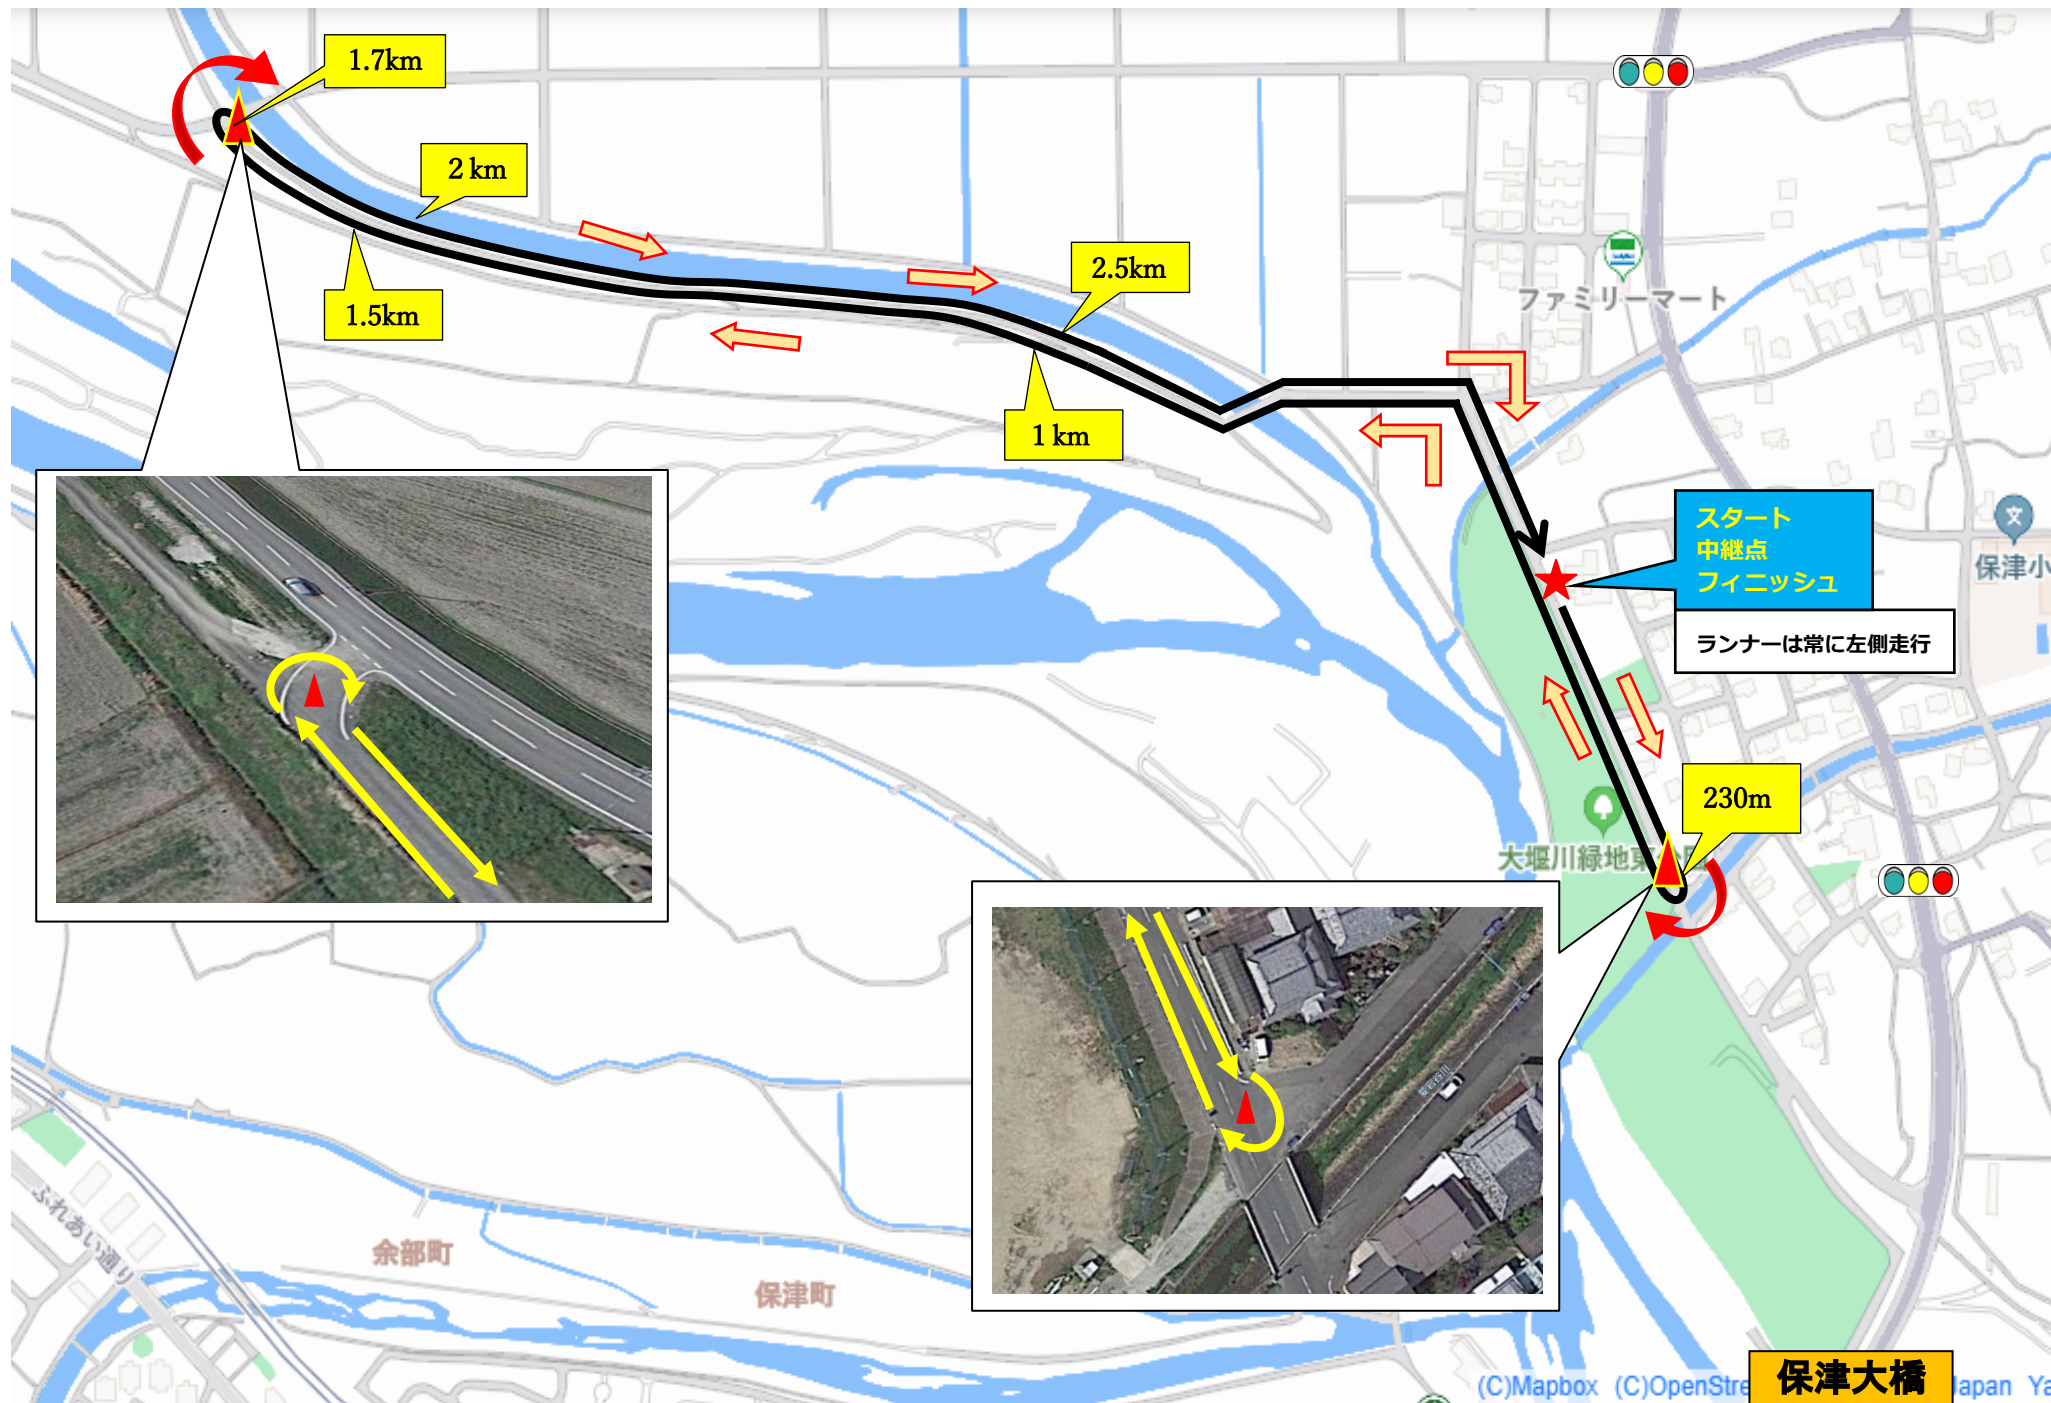 1.7km
2 km
1.5km
2.5km
1 km
ファミリーマート
スタート
中継点
フィニッシュ
文
保津小
ランナーは常に左側走行
230m
大堰川緑地東公園
ふれあい通り
余部町
保津町
保津大橋
(C)Mapbox (C)OpenStre
Japan Ya